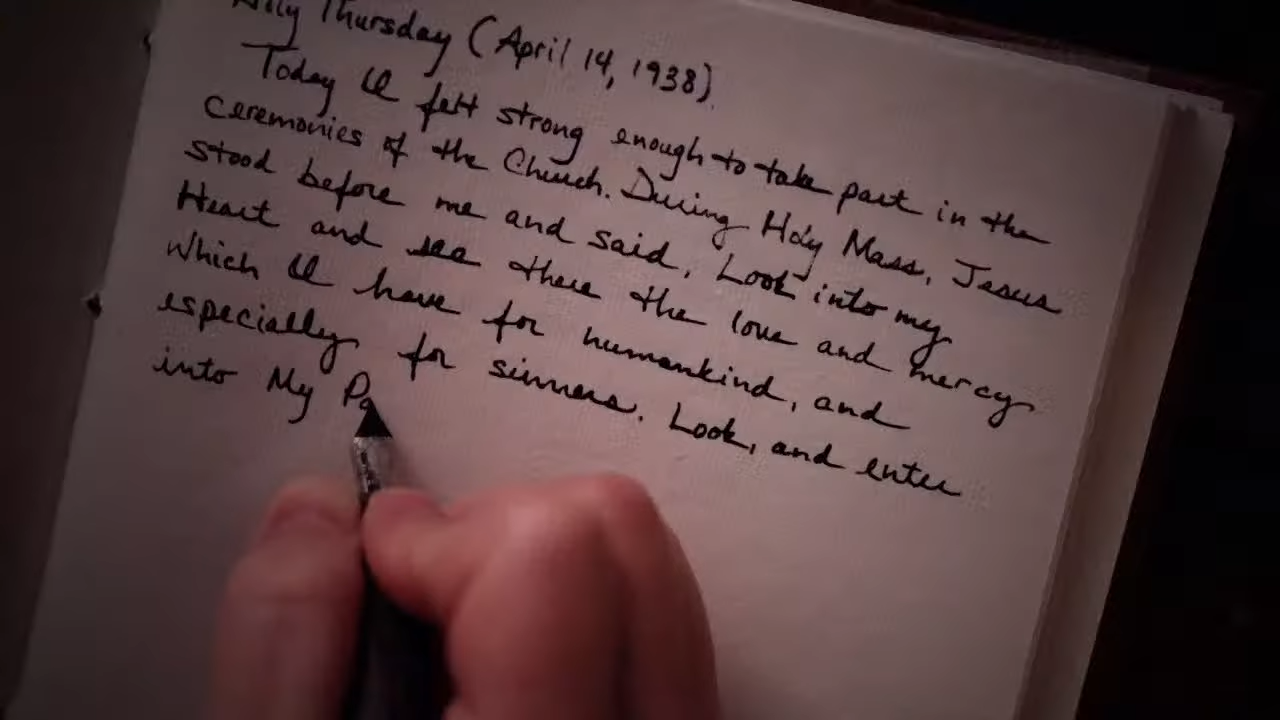 Holy Thursday (April 14, 1938).
Today I felt strong enough to take part in the
ceremonies of the Church. During Holy Mass, Jesus
stood before me and said, Look into my
Heart and see there the love and mercy
which I have for humankind, and
especially for sinners. Look, and enter
into My Pa